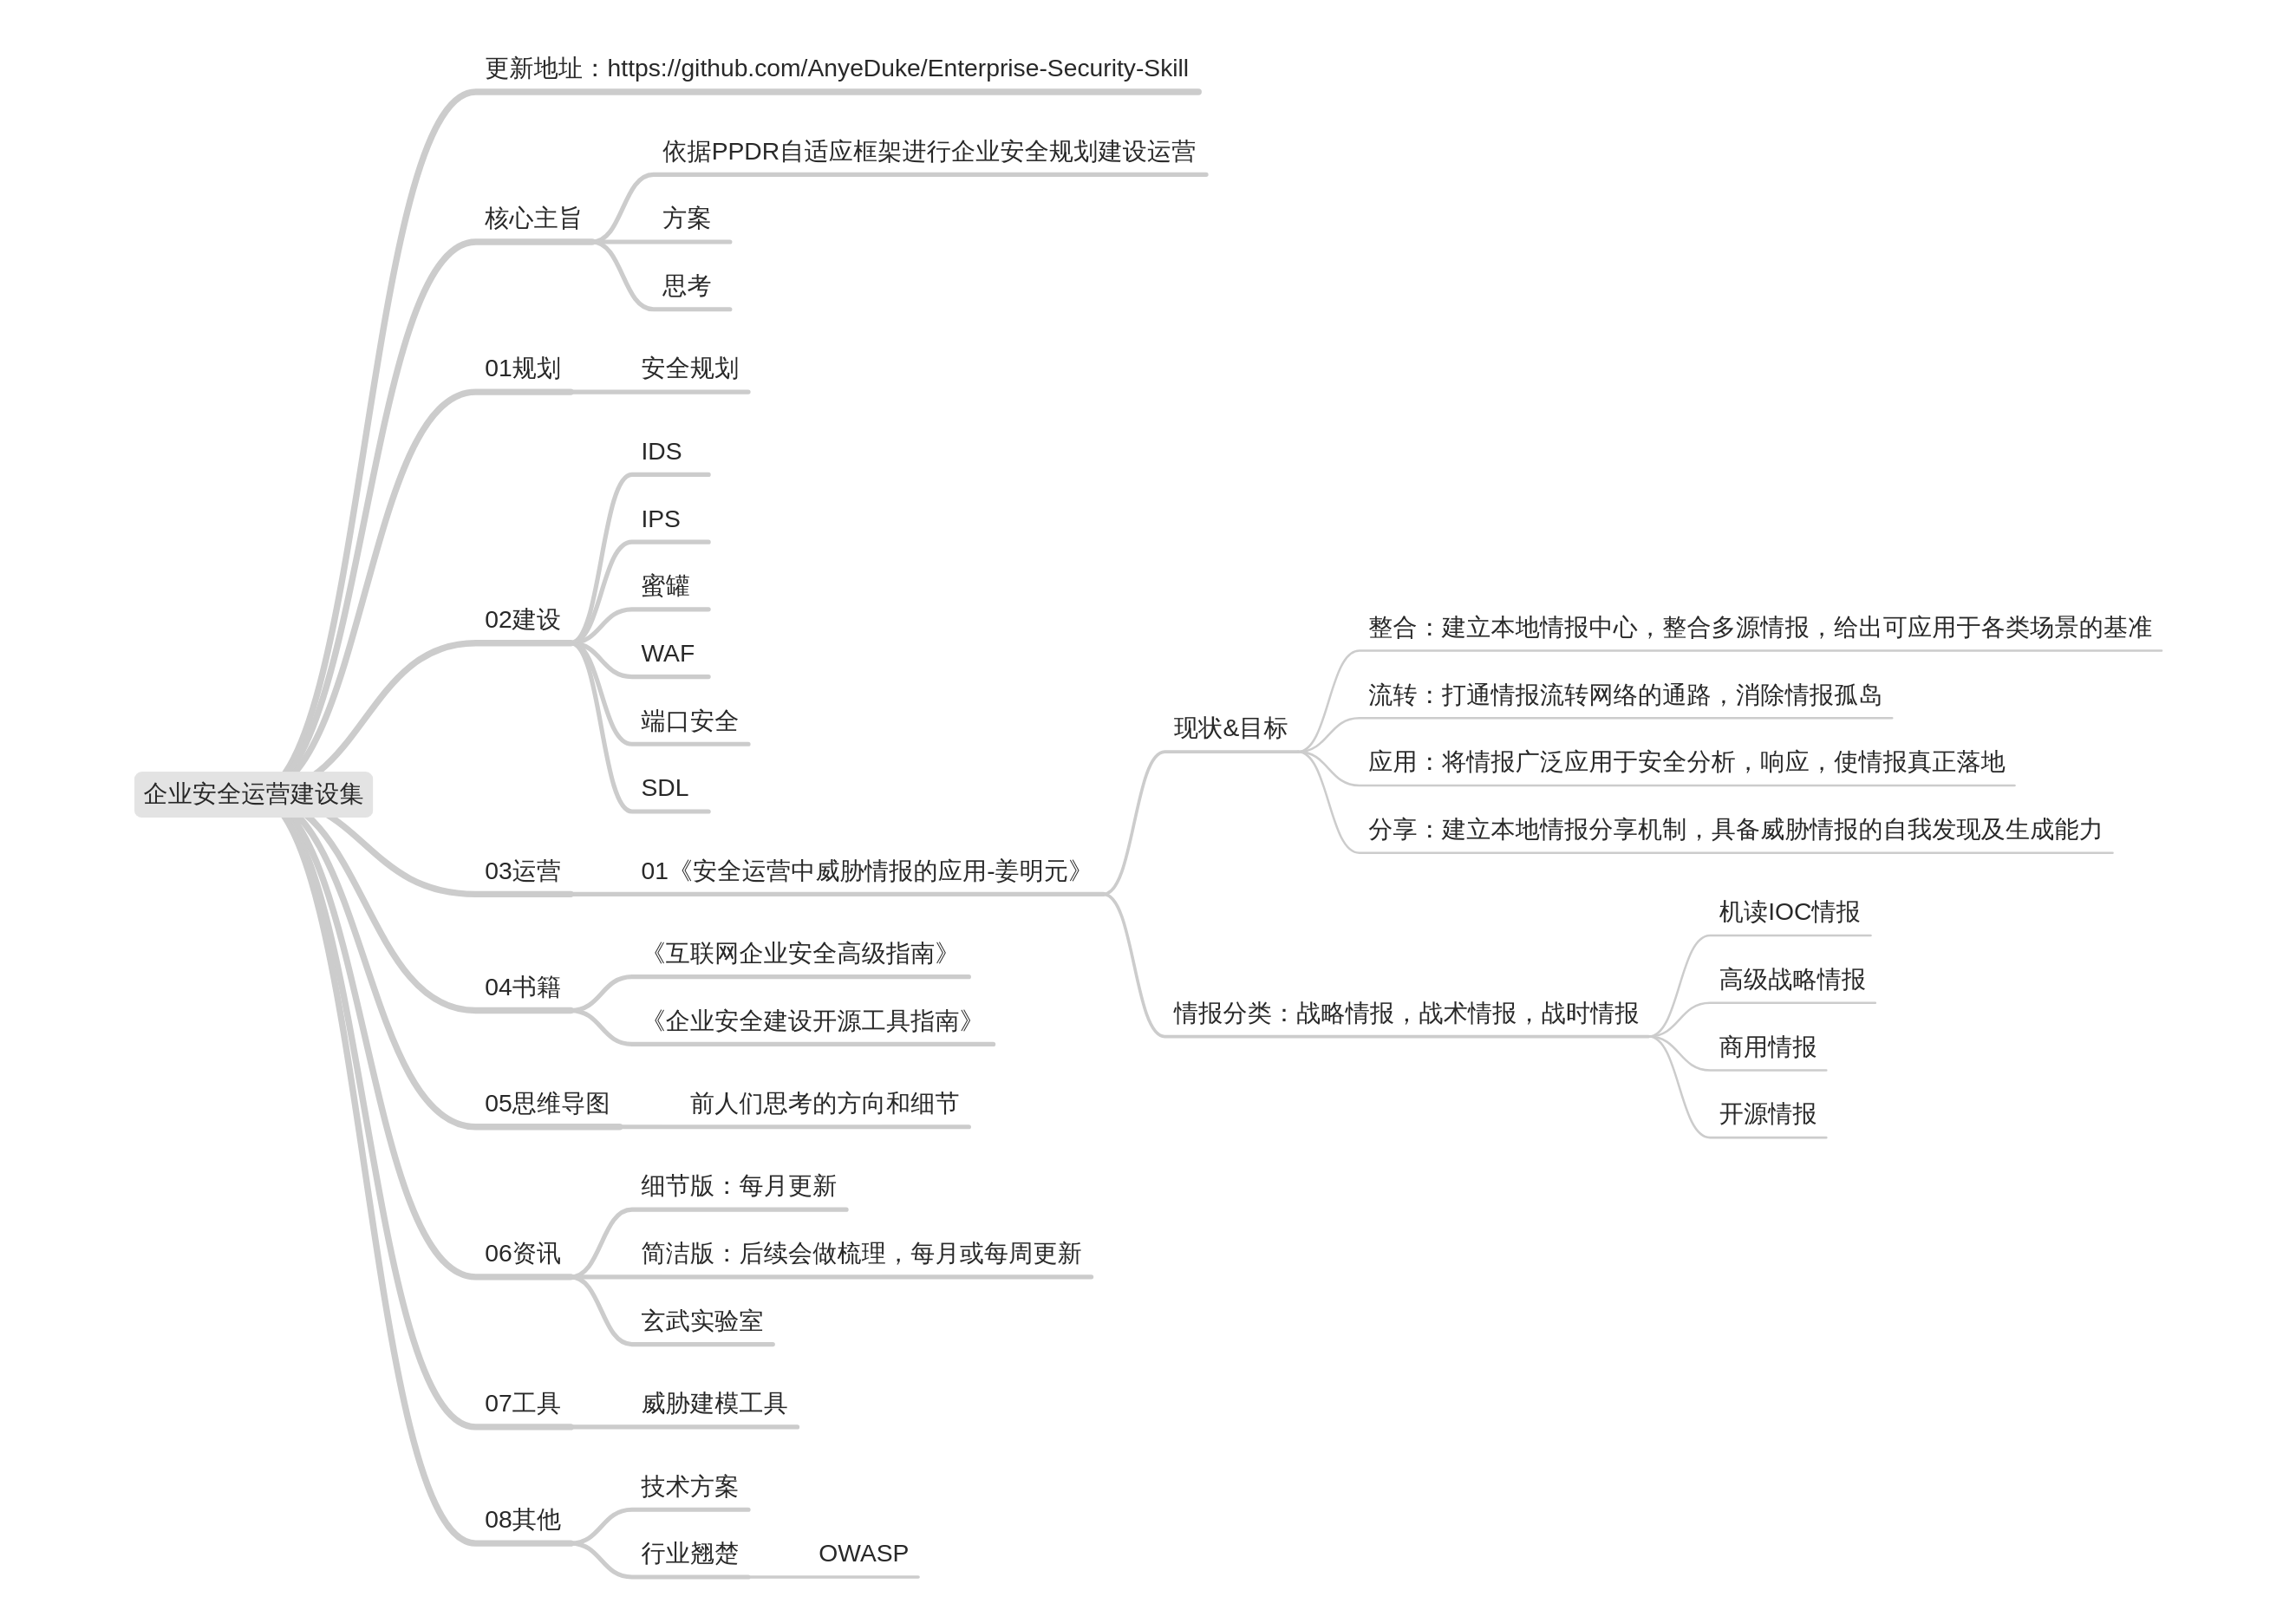 更新地址：https://github.com/AnyeDuke/Enterprise-Security-Skill
依据PPDR自适应框架进行企业安全规划建设运营
核心主旨
方案
思考
01规划
安全规划
IDS
IPS
蜜罐
02建设
WAF
端口安全
SDL
企业安全运营建设集
03运营
01《安全运营中威胁情报的应用-姜明元》
现状&目标
整合：建立本地情报中心，整合多源情报，给出可应用于各类场景的基准
流转：打通情报流转网络的通路，消除情报孤岛
应用：将情报广泛应用于安全分析，响应，使情报真正落地
分享：建立本地情报分享机制，具备威胁情报的自我发现及生成能力
情报分类：战略情报，战术情报，战时情报
机读IOC情报
高级战略情报
商用情报
开源情报
04书籍
《互联网企业安全高级指南》
《企业安全建设开源工具指南》
05思维导图
前人们思考的方向和细节
06资讯
细节版：每月更新
简洁版：后续会做梳理，每月或每周更新
玄武实验室
07工具
威胁建模工具
08其他
技术方案
行业翘楚
OWASP